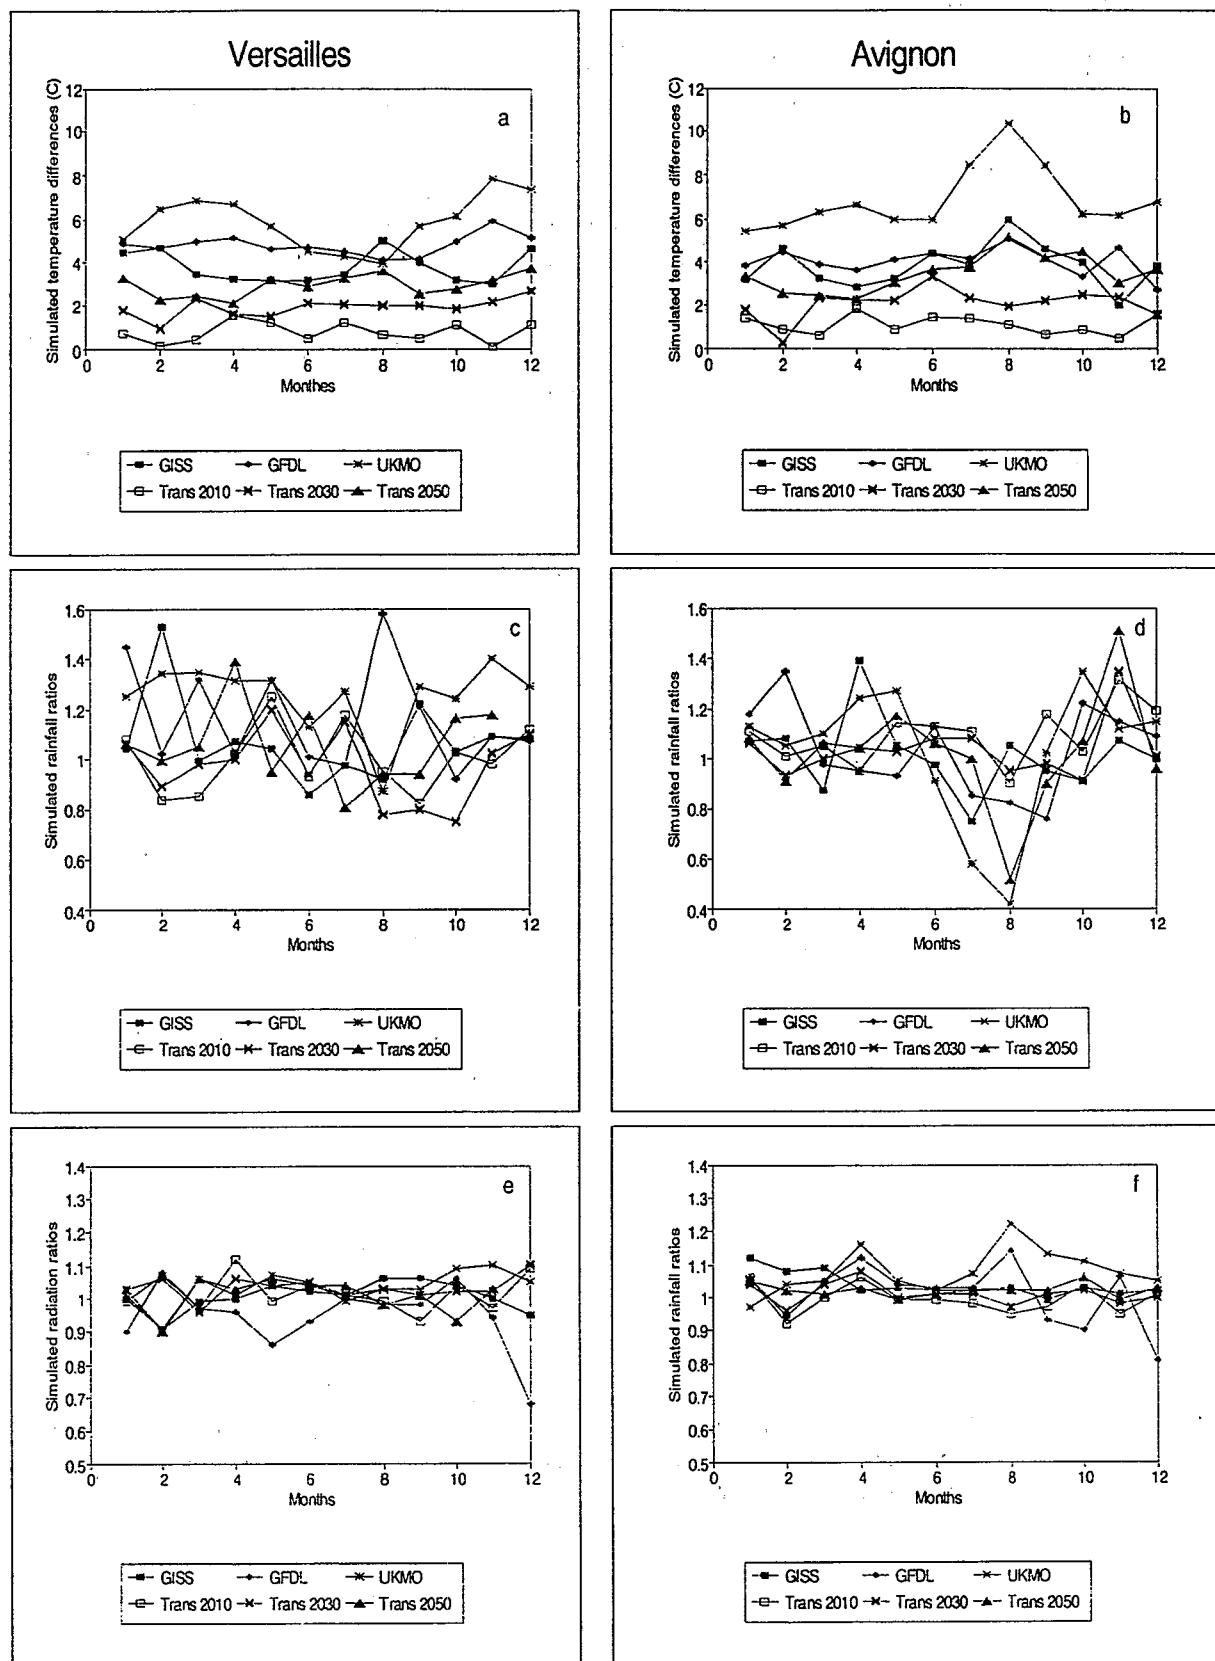 Versailles
Simulated temperature differences (C)
a
12
10
8
6
4
2
0
0 2 4 6 8 10 12
Monthes
GISS GFDL UKMO
Trans 2010 Trans 2030 Trans 2050
Avignon
Simulated temperature differences (C)
b
12
10
8
6
4
2
0
0 2 4 6 8 10 12
Months
GISS GFDL UKMO
Trans 2010 Trans 2030 Trans 2050
Simulated rainfall ratios
c
1.6
1.4
1.2
1
0.8
0.6
0.4
0 2 4 6 8 10 12
Months
GISS GFDL UKMO
Trans 2010 Trans 2030 Trans 2050
Simulated rainfall ratios
d
1.6
1.4
1.2
1
0.8
0.6
0.4
0 2 4 6 8 10 12
Months
GISS GFDL UKMO
Trans 2010 Trans 2030 Trans 2050
Simulated radiation ratios
e
1.4
1.3
1.2
1.1
1
0.9
0.8
0.7
0.6
0.5
0 2 4 6 8 10 12
Months
GISS GFDL UKMO
Trans 2010 Trans 2030 Trans 2050
Simulated rainfall ratios
f
1.4
1.3
1.2
1.1
1
0.9
0.8
0.7
0.6
0.5
0 2 4 6 8 10 12
Months
GISS GFDL UKMO
Trans 2010 Trans 2030 Trans 2050